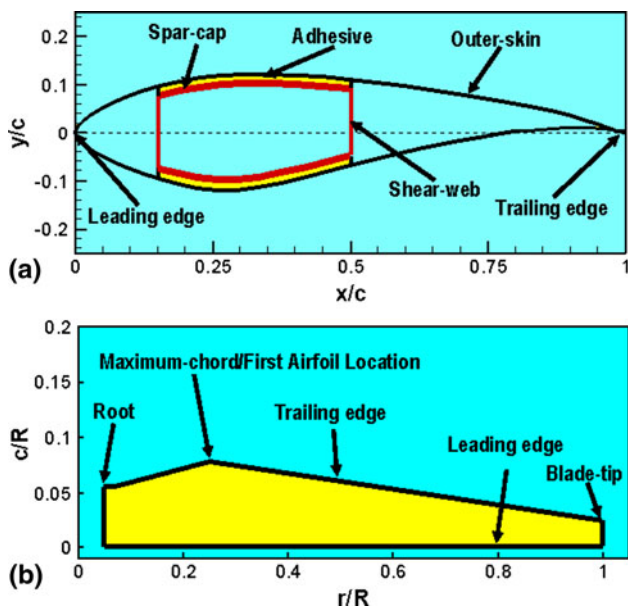 (a)
y/c
0.2
0.1
0
-0.1
-0.2
Spar-cap
Adhesive
Outer-skin
Leading edge
Shear-web
Trailing edge
0 0.25 0.5 0.75 1
x/c
(b)
c/R
0.2
0.15
0.1
0.05
0
Maximum-chord/First Airfoil Location
Root
Trailing edge
Leading edge
Blade-tip
0 0.2 0.4 0.6 0.8 1
r/R